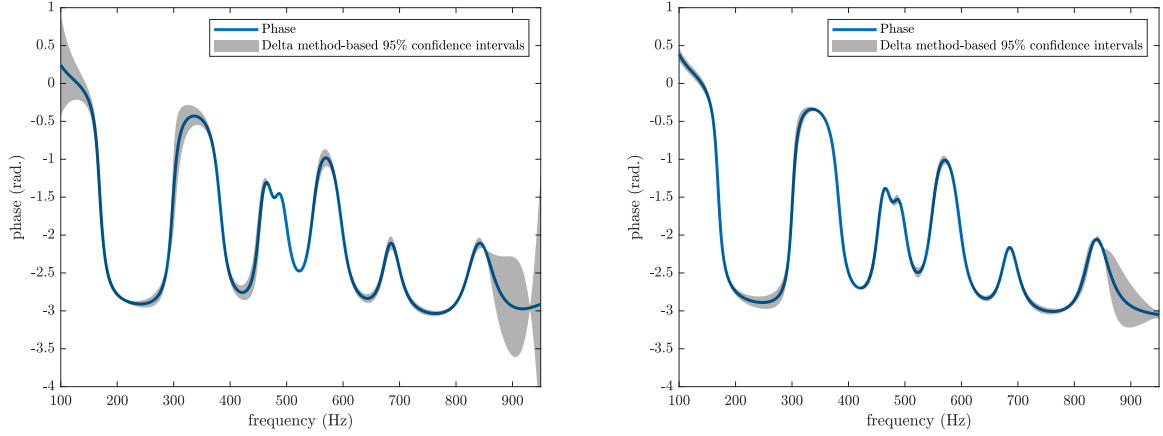 Phase
Delta method-based 95% confidence intervals
1
0.5
0
-0.5
-1
-1.5
-2
-2.5
-3
-3.5
-4
phase (rad.)
100 200 300 400 500 600 700 800 900
frequency (Hz)
Phase
Delta method-based 95% confidence intervals
1
0.5
0
-0.5
-1
-1.5
-2
-2.5
-3
-3.5
-4
phase (rad.)
100 200 300 400 500 600 700 800 900
frequency (Hz)